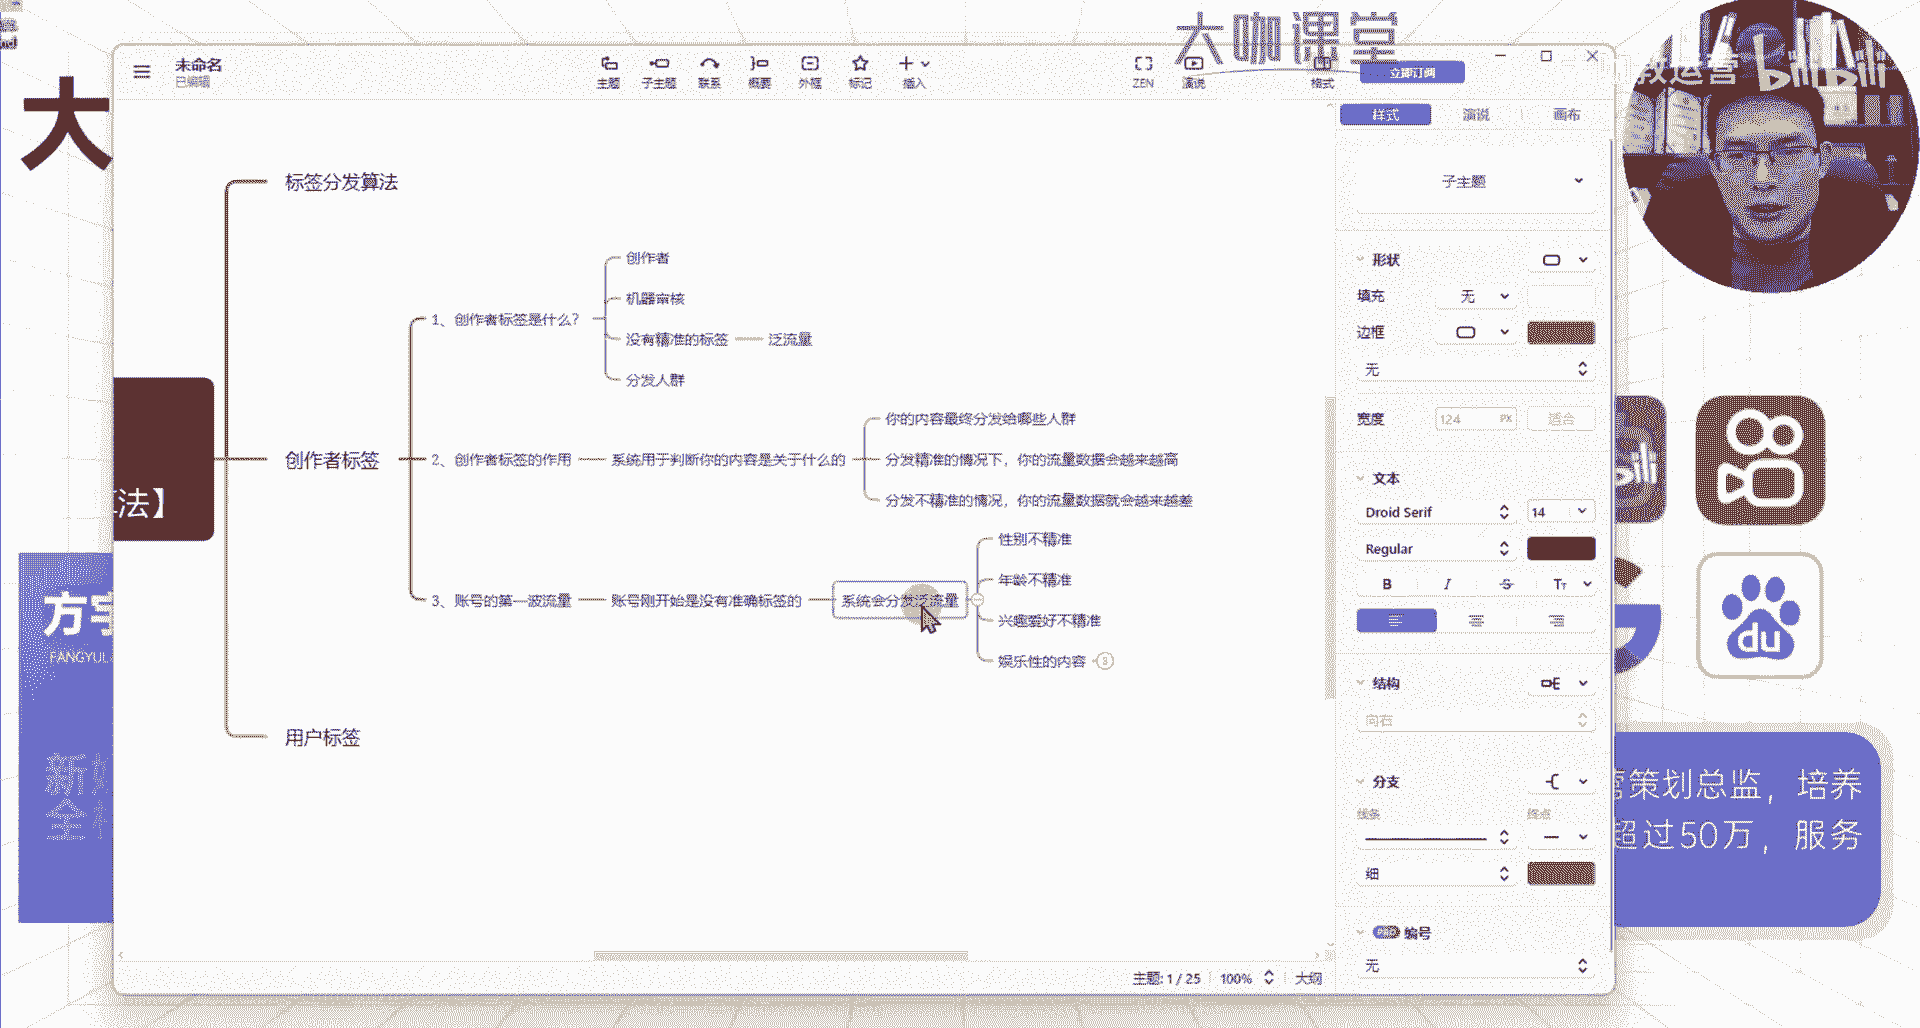 大咖课堂
教运营 bilibili
大
未命名
已编辑
主题
子主题
联系
概要
外框
标记
插入
ZEN
演说
格式
立即订阅
样式
演说
画布
子主题
形状
填充
无
边框
无
宽度
124
PX
适合
文本
Droid Serif
14
Regular
B
I
S
TT
结构
向右
分支
线条
终点
细
PRO 编号
无
算法】
标签分发算法
创作者标签
用户标签
1、创作者标签是什么？
创作者
机器审核
没有精准的标签
泛流量
分发人群
2、创作者标签的作用
系统用于判断你的内容是关于什么的
你的内容最终分发给哪些人群
分发精准的情况下，你的流量数据会越来越高
分发不精准的情况，你的流量数据就会越来越差
3、账号的第一波流量
账号刚开始是没有准确标签的
系统会分发泛流量
性别不精准
年龄不精准
兴趣爱好不精准
娱乐性的内容
3
主题: 1 / 25
100%
大纲
方宇
FANGYU
新媒
全
bili
du
策划总监，培养
超过50万，服务